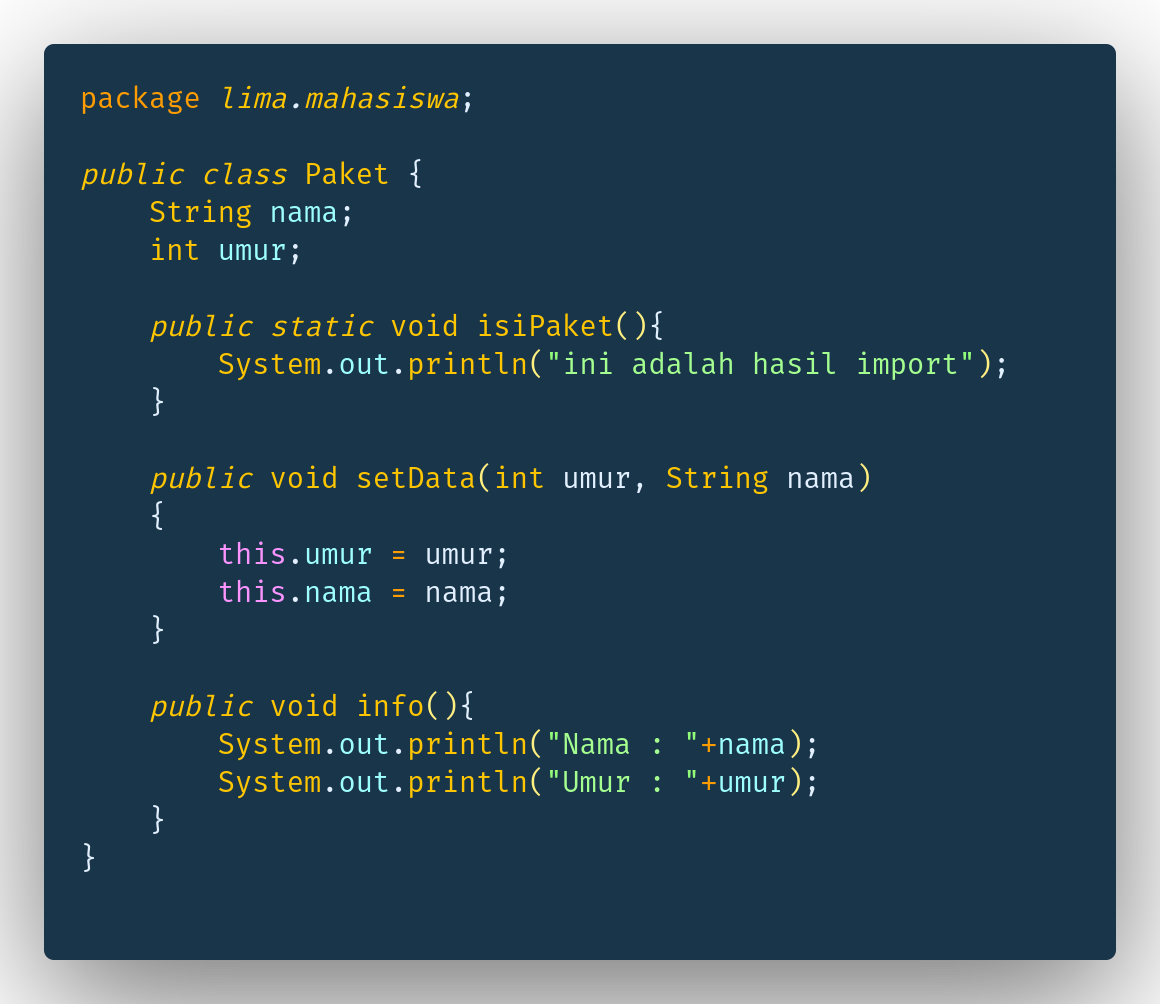 package lima.mahasiswa;

public class Paket {
    String nama;
    int umur;

    public static void isiPaket(){
        System.out.println("ini adalah hasil import");
    }

    public void setData(int umur, String nama)
    {
        this.umur = umur;
        this.nama = nama;
    }

    public void info(){
        System.out.println("Nama : "+nama);
        System.out.println("Umur : "+umur);
    }
}